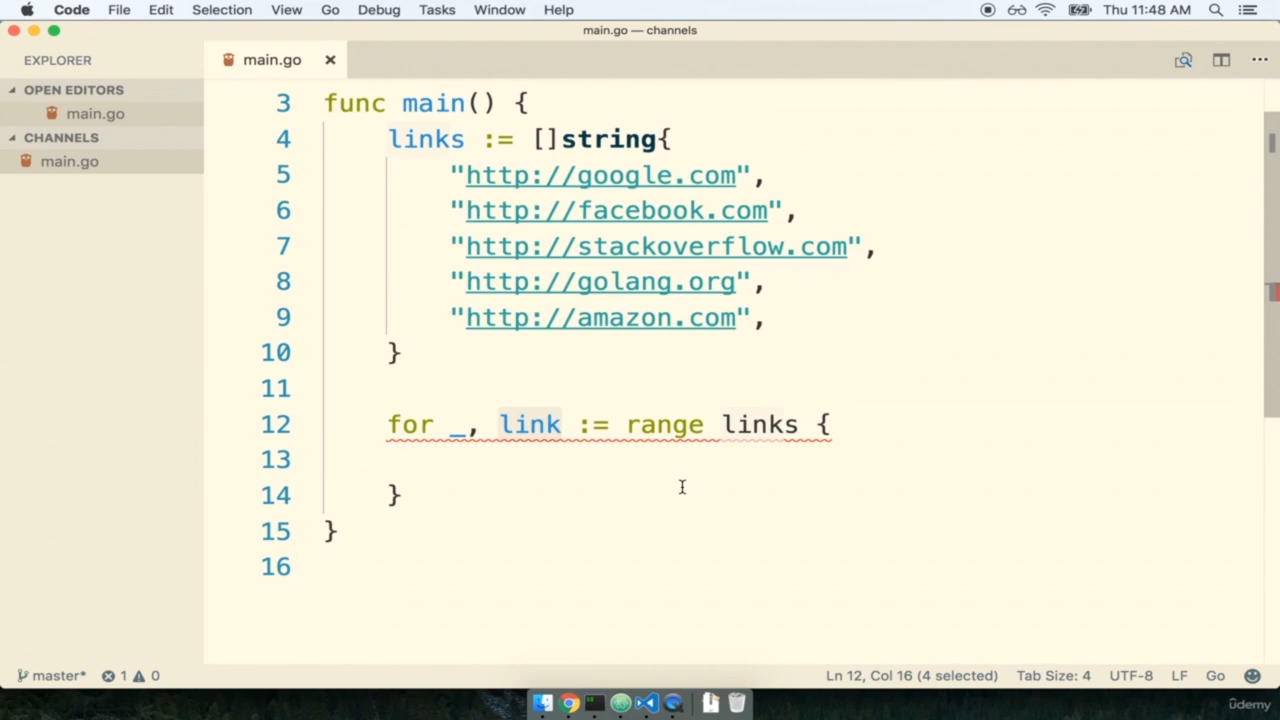 Code File Edit Selection View Go Debug Tasks Window Help Thu 11:48 AM
main.go — channels
EXPLORER
OPEN EDITORS
main.go
CHANNELS
main.go
main.go ×
3 func main() {
4 links := []string{
5 "http://google.com",
6 "http://facebook.com",
7 "http://stackoverflow.com",
8 "http://golang.org",
9 "http://amazon.com",
10 }
11
12 for _, link := range links {
13
14 }
15 }
16
master* 1 0 Ln 12, Col 16 (4 selected) Tab Size: 4 UTF-8 LF Go
ûdemy